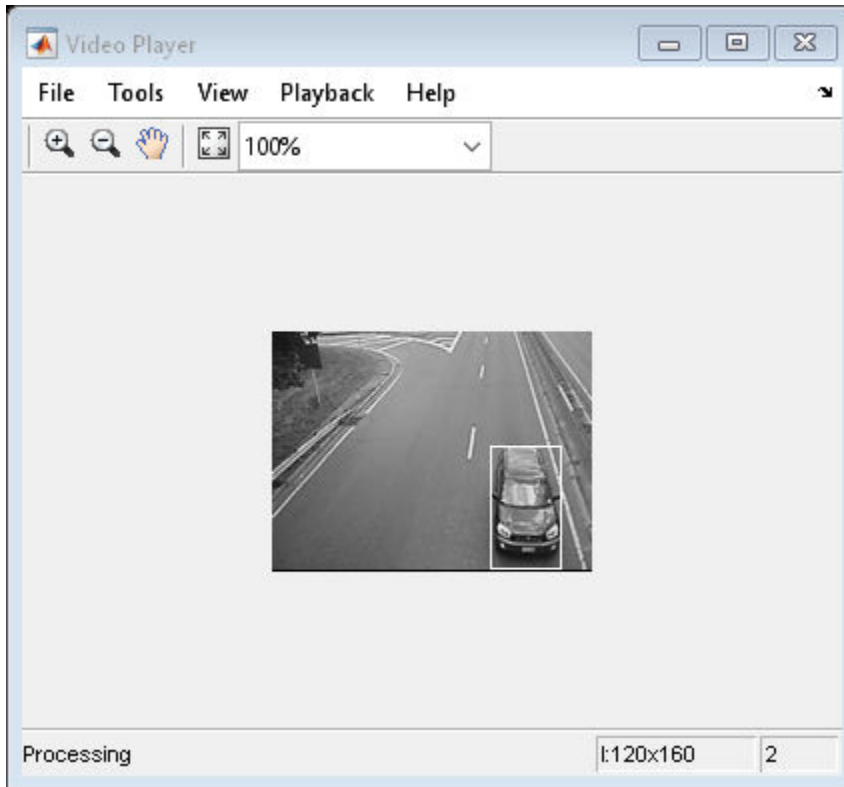 Video Player
File Tools View Playback Help
100%
Processing
I:120x160
2